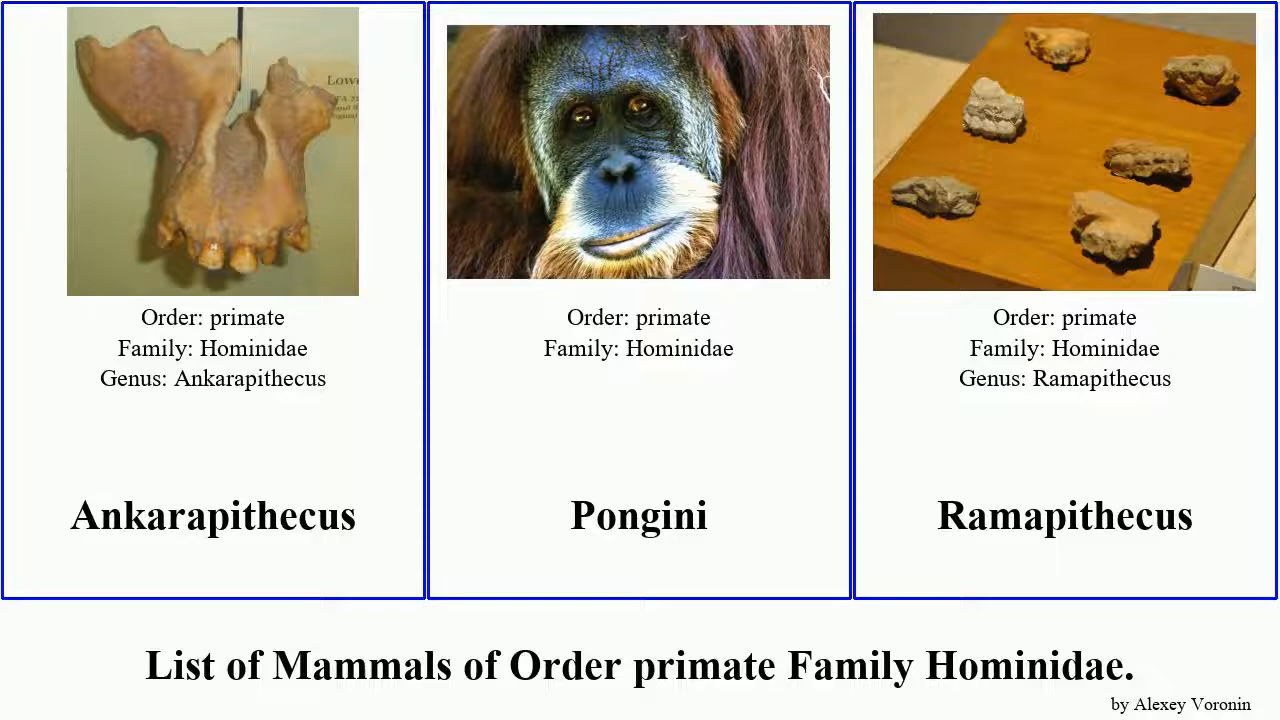 Order: primate
Family: Hominidae
Genus: Ankarapithecus
Ankarapithecus
Order: primate
Family: Hominidae
Pongini
Order: primate
Family: Hominidae
Genus: Ramapithecus
Ramapithecus
List of Mammals of Order primate Family Hominidae.
by Alexey Voronin